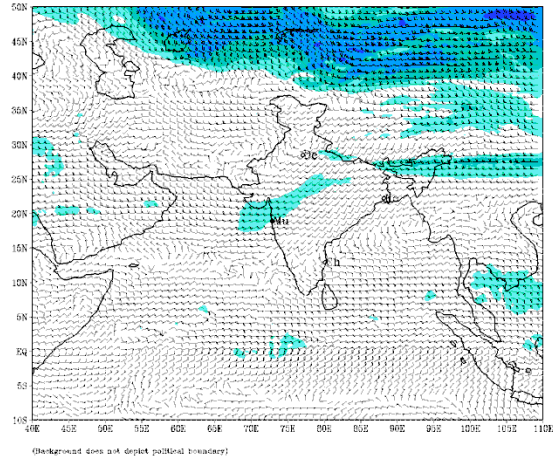 50N
45N
40N
35N
30N
25N
20N
15N
10N
5N
EQ
5S
10S
40E 45E 50E 55E 60E 65E 70E 75E 80E 85E 90E 95E 100E 105E 110E
(Background does not depict political boundary)